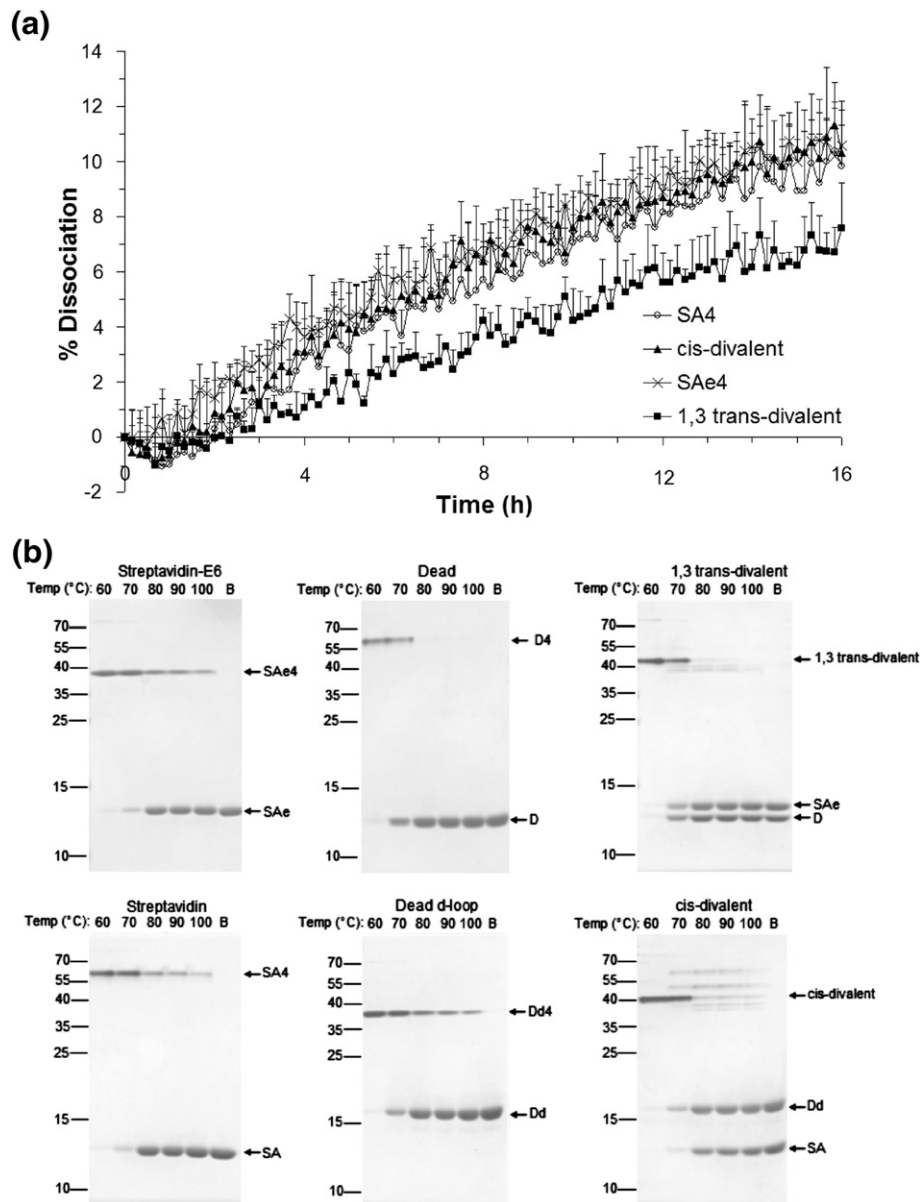 (a)
14
12
10
8
6
4
2
0
-2
% Dissociation
SA4
cis-divalent
SAe4
1,3 trans-divalent
0 4 8 12 16
Time (h)
(b)
Streptavidin-E6
Temp (°C): 60 70 80 90 100 B
70
55
40
35
25
15
10
SAe4
SAe
Dead
Temp (°C): 60 70 80 90 100 B
70
55
40
35
25
15
10
D4
D
1,3 trans-divalent
Temp (°C): 60 70 80 90 100 B
70
55
40
35
25
15
10
1,3 trans-divalent
SAe
D
Streptavidin
Temp (°C): 60 70 80 90 100 B
70
55
40
35
25
15
10
SA4
SA
Dead d-loop
Temp (°C): 60 70 80 90 100 B
70
55
40
35
25
15
10
Dd4
Dd
cis-divalent
Temp (°C): 60 70 80 90 100 B
70
55
40
35
25
15
10
cis-divalent
Dd
SA